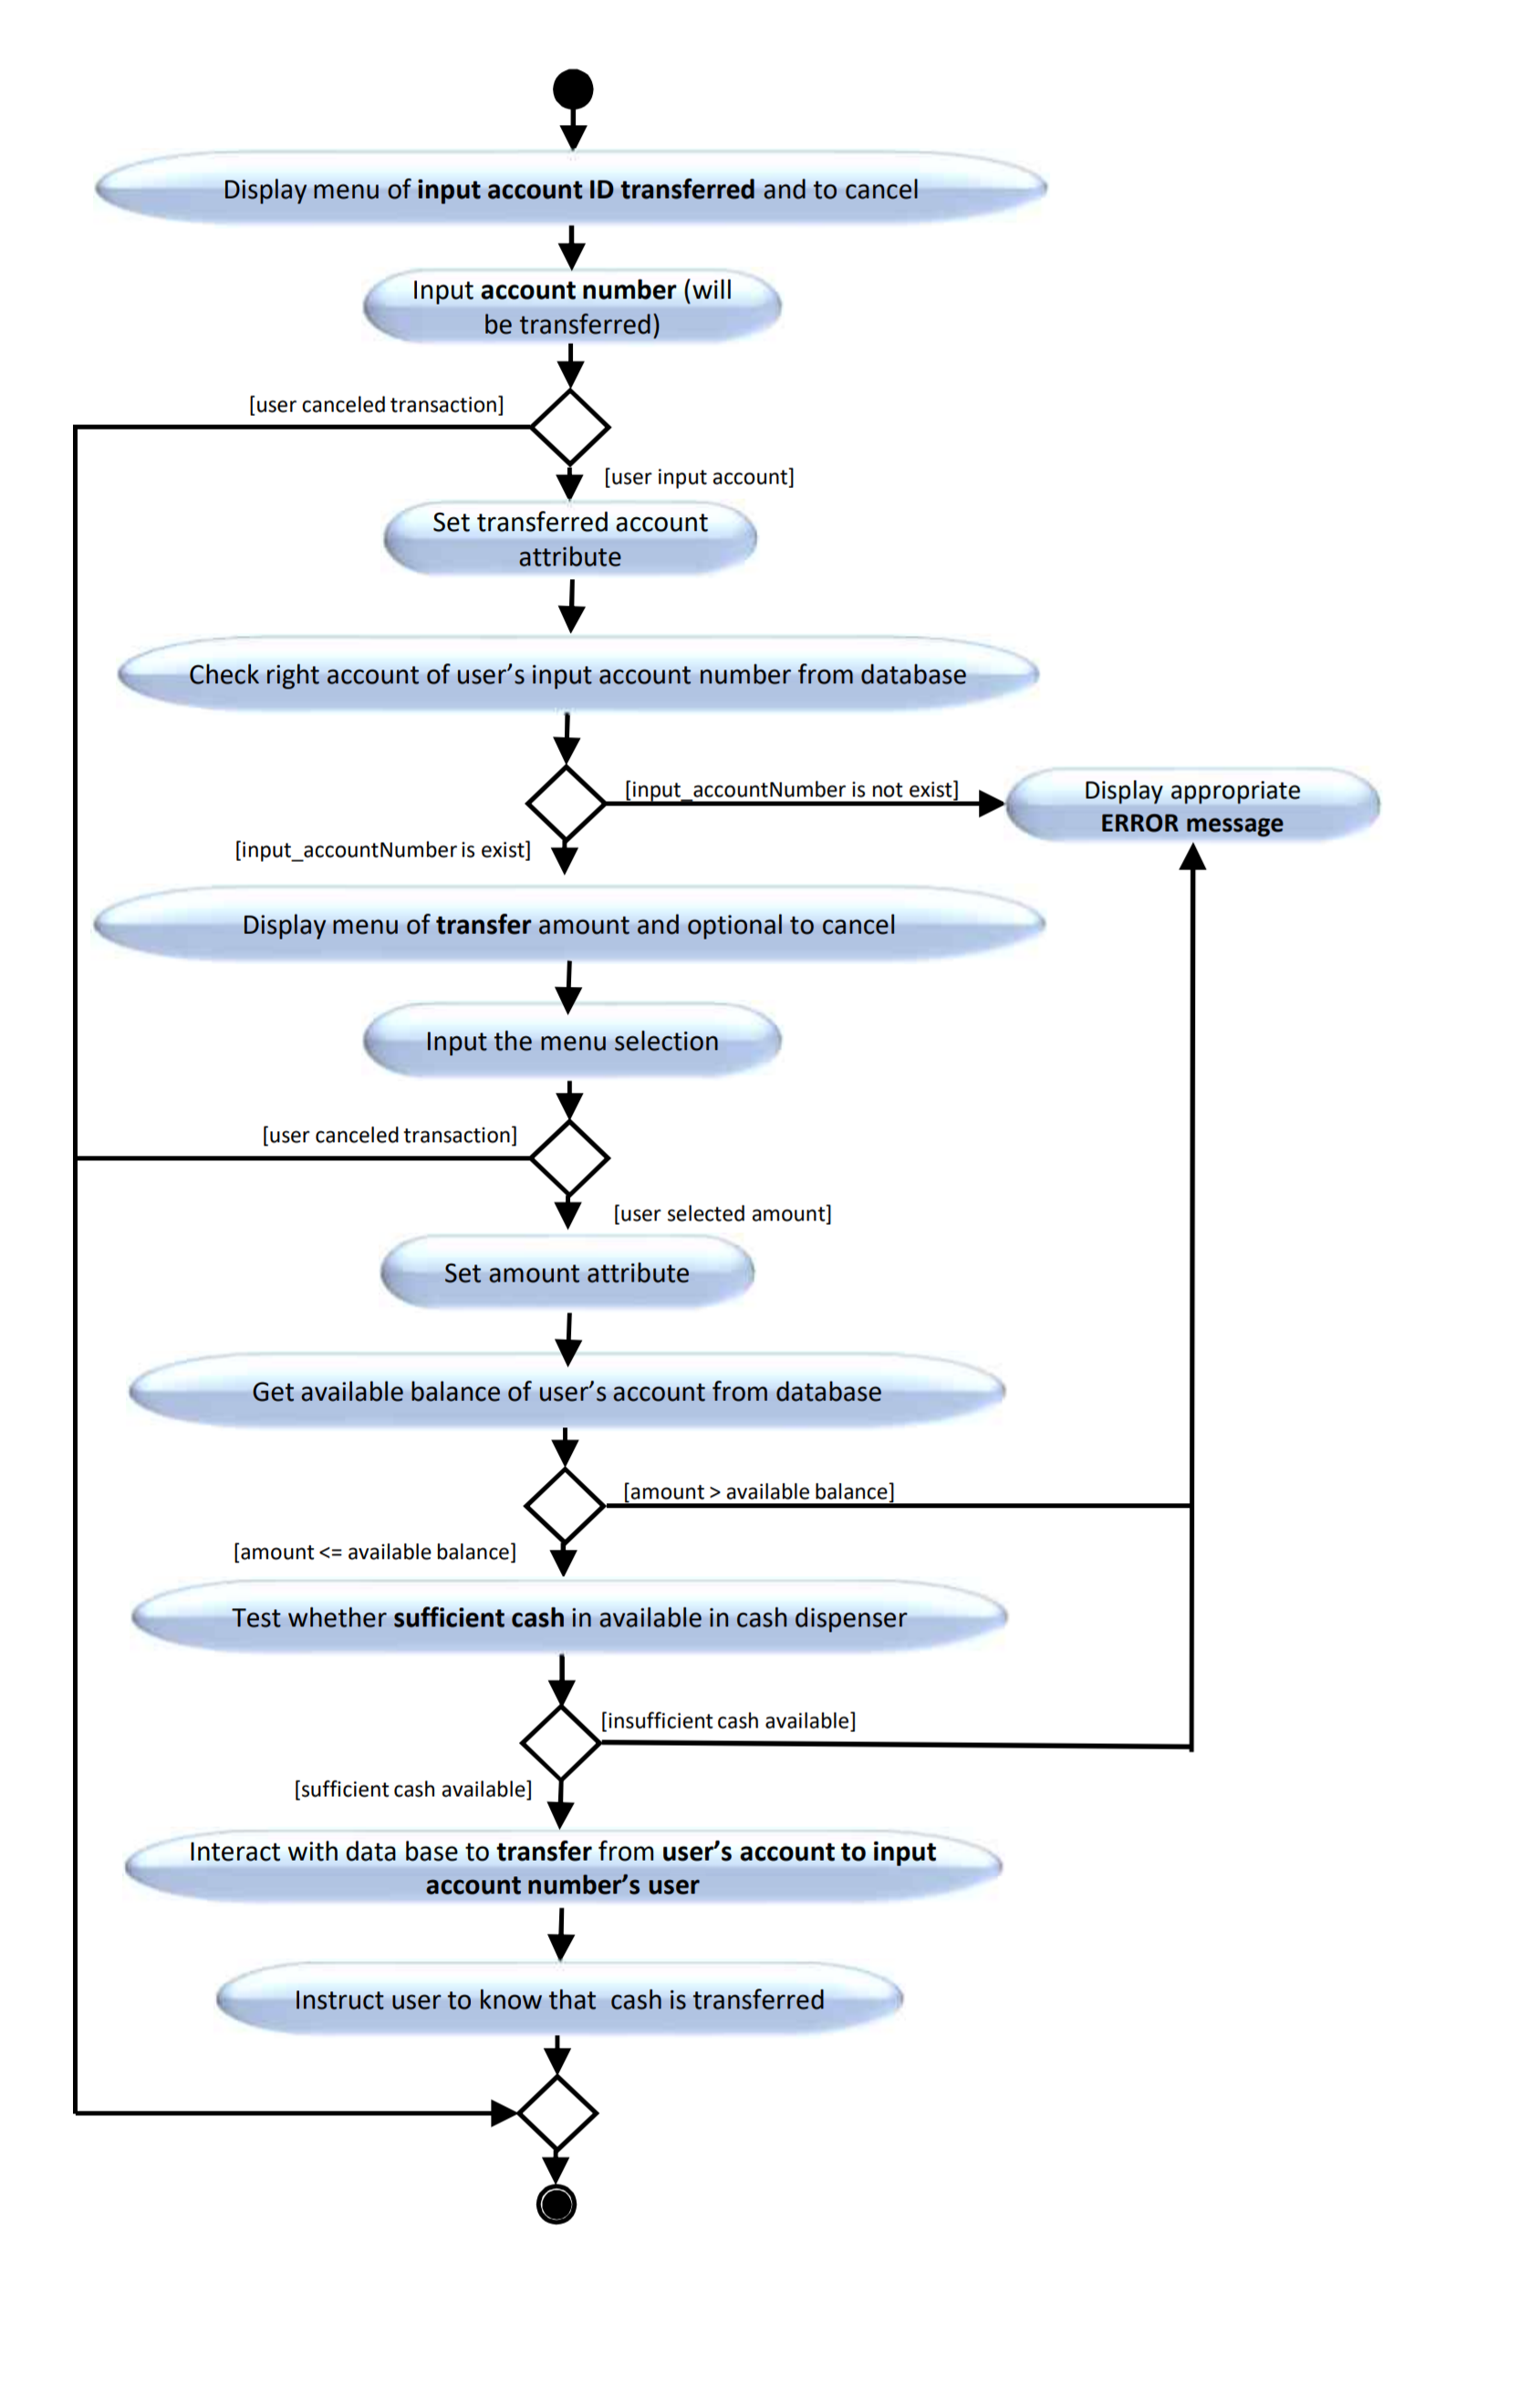 Display menu of input account ID transferred and to cancel
Input account number (will
be transferred)
[user canceled transaction]
[user input account]
Set transferred account
attribute
Check right account of user's input account number from database
[input_accountNumber is not exist]
Display appropriate
ERROR message
[input_accountNumber is exist]
Display menu of transfer amount and optional to cancel
Input the menu selection
[user canceled transaction]
[user selected amount]
Set amount attribute
Get available balance of user's account from database
[amount > available balance]
[amount <= available balance]
Test whether sufficient cash in available in cash dispenser
[insufficient cash available]
[sufficient cash available]
Interact with data base to transfer from user's account to input
account number's user
Instruct user to know that  cash is transferred